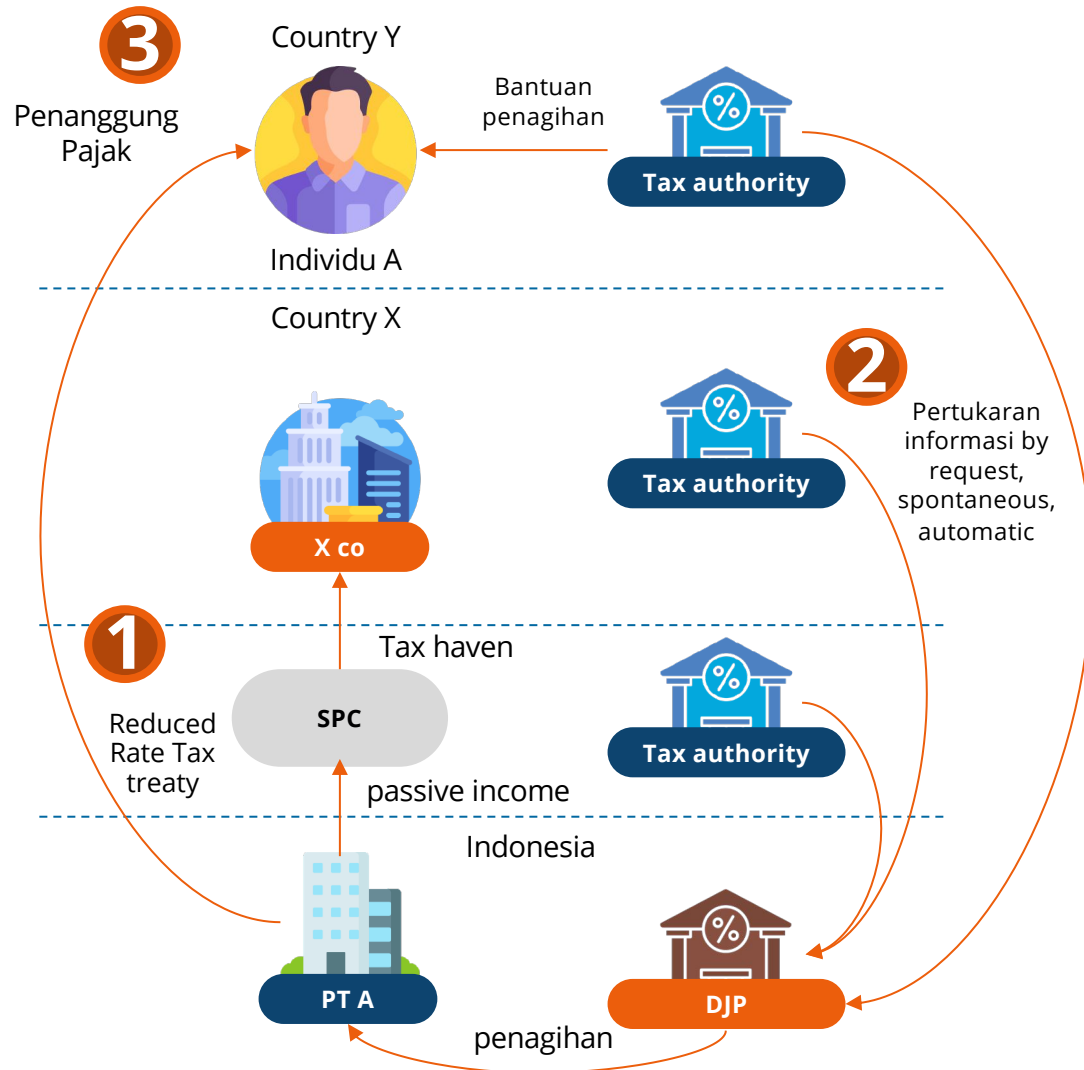 3
Country Y
Penanggung
Pajak
Bantuan
penagihan
%
Tax authority
Individu A
Country X
2
%
Tax authority
Pertukaran
informasi by
request,
spontaneous,
automatic
X co
1
Tax haven
Reduced
Rate Tax
treaty
SPC
%
Tax authority
passive income
Indonesia
PT A
%
DJP
penagihan